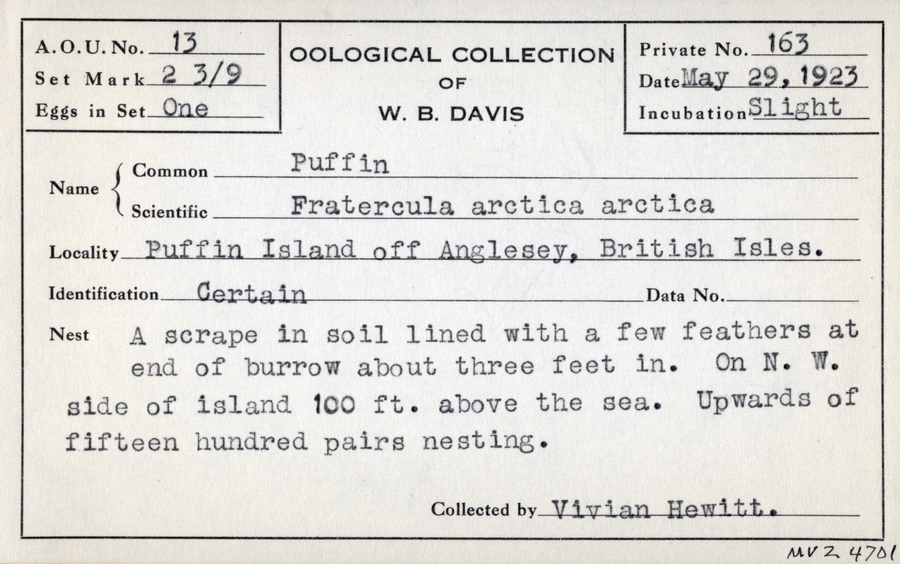 A.O.U. No. 13
Set Mark 2 3/9
Eggs in Set One
OOLOGICAL COLLECTION
OF
W. B. DAVIS
Private No. 163
Date May 29, 1923
Incubation Slight
Name
Common Puffin
Scientific Fratercula arctica arctica
Locality Puffin Island off Anglesey, British Isles.
Identification Certain Data No.
Nest A scrape in soil lined with a few feathers at
end of burrow about three feet in. On N. W.
side of island 100 ft. above the sea. Upwards of
fifteen hundred pairs nesting.
Collected by Vivian Hewitt.
MVZ 4701